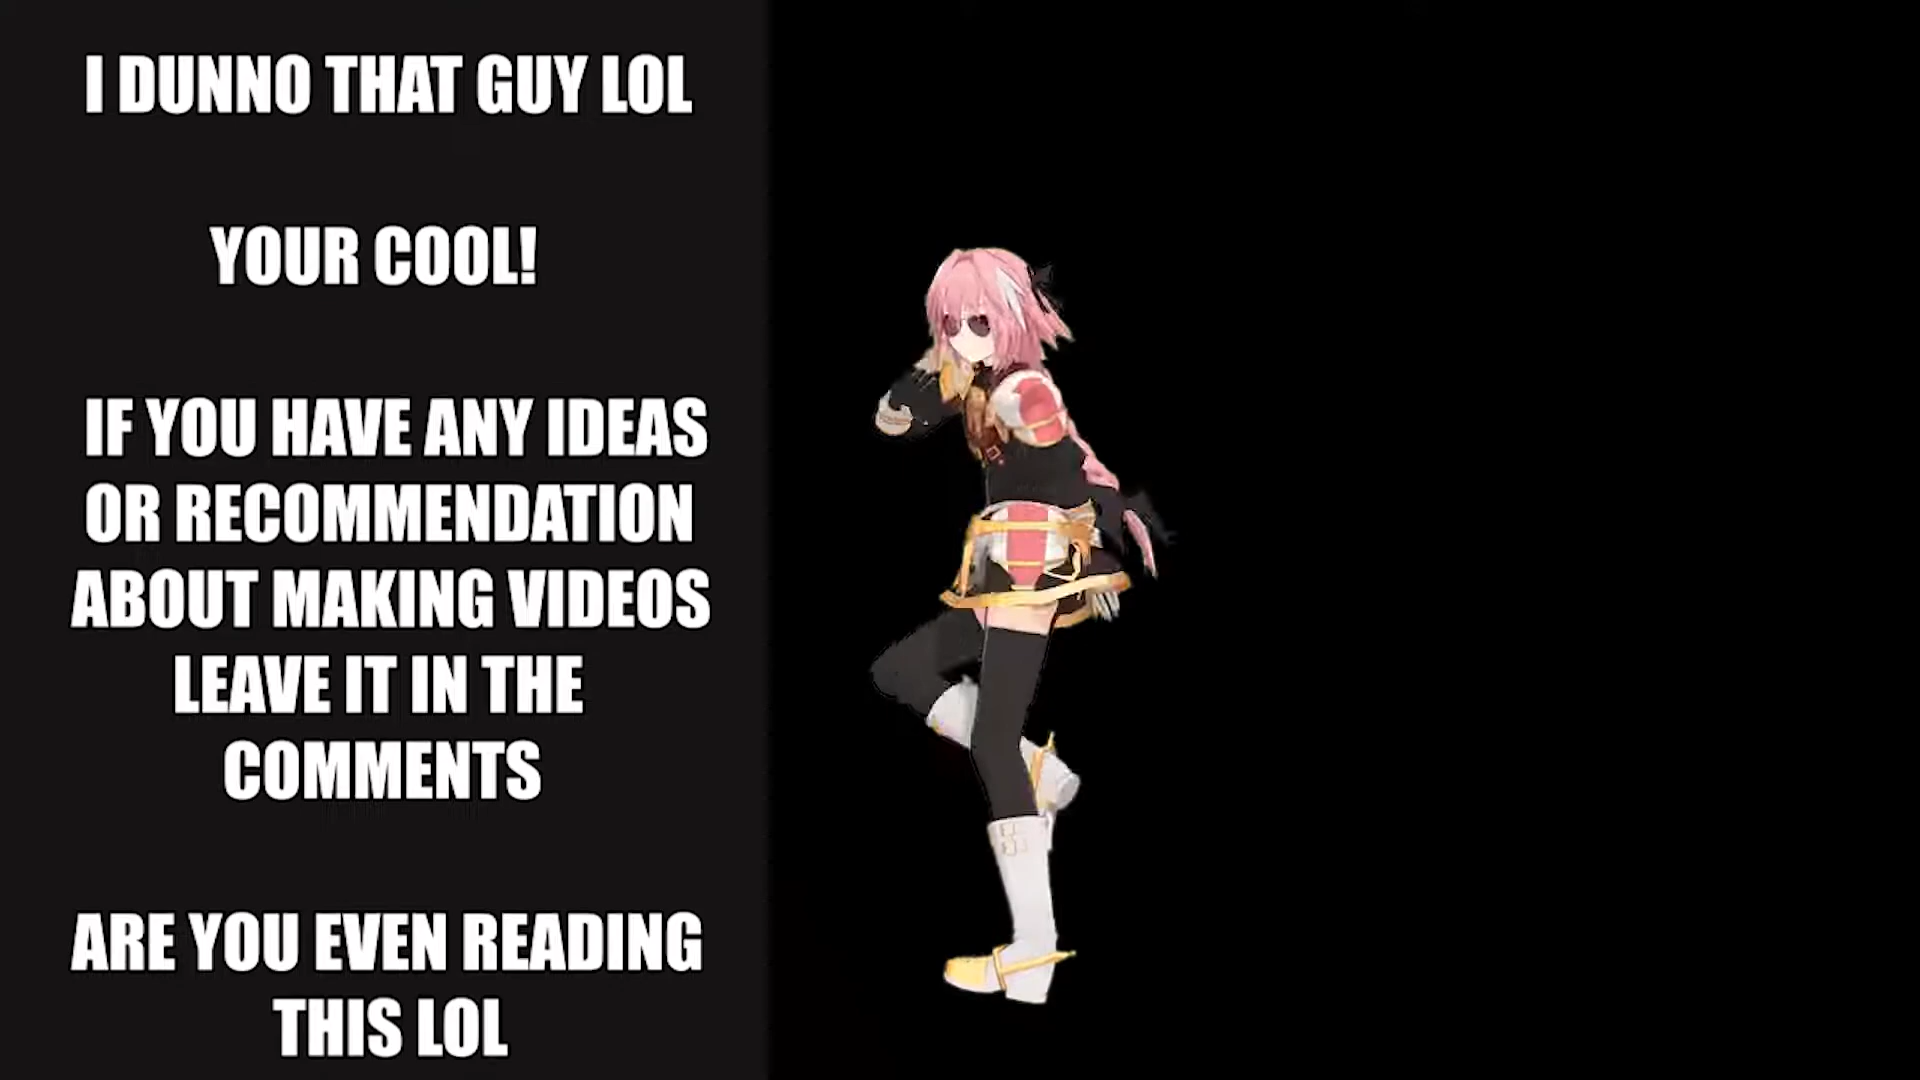 I DUNNO THAT GUY LOL
YOUR COOL!
IF YOU HAVE ANY IDEAS
OR RECOMMENDATION
ABOUT MAKING VIDEOS
LEAVE IT IN THE
COMMENTS
ARE YOU EVEN READING
THIS LOL